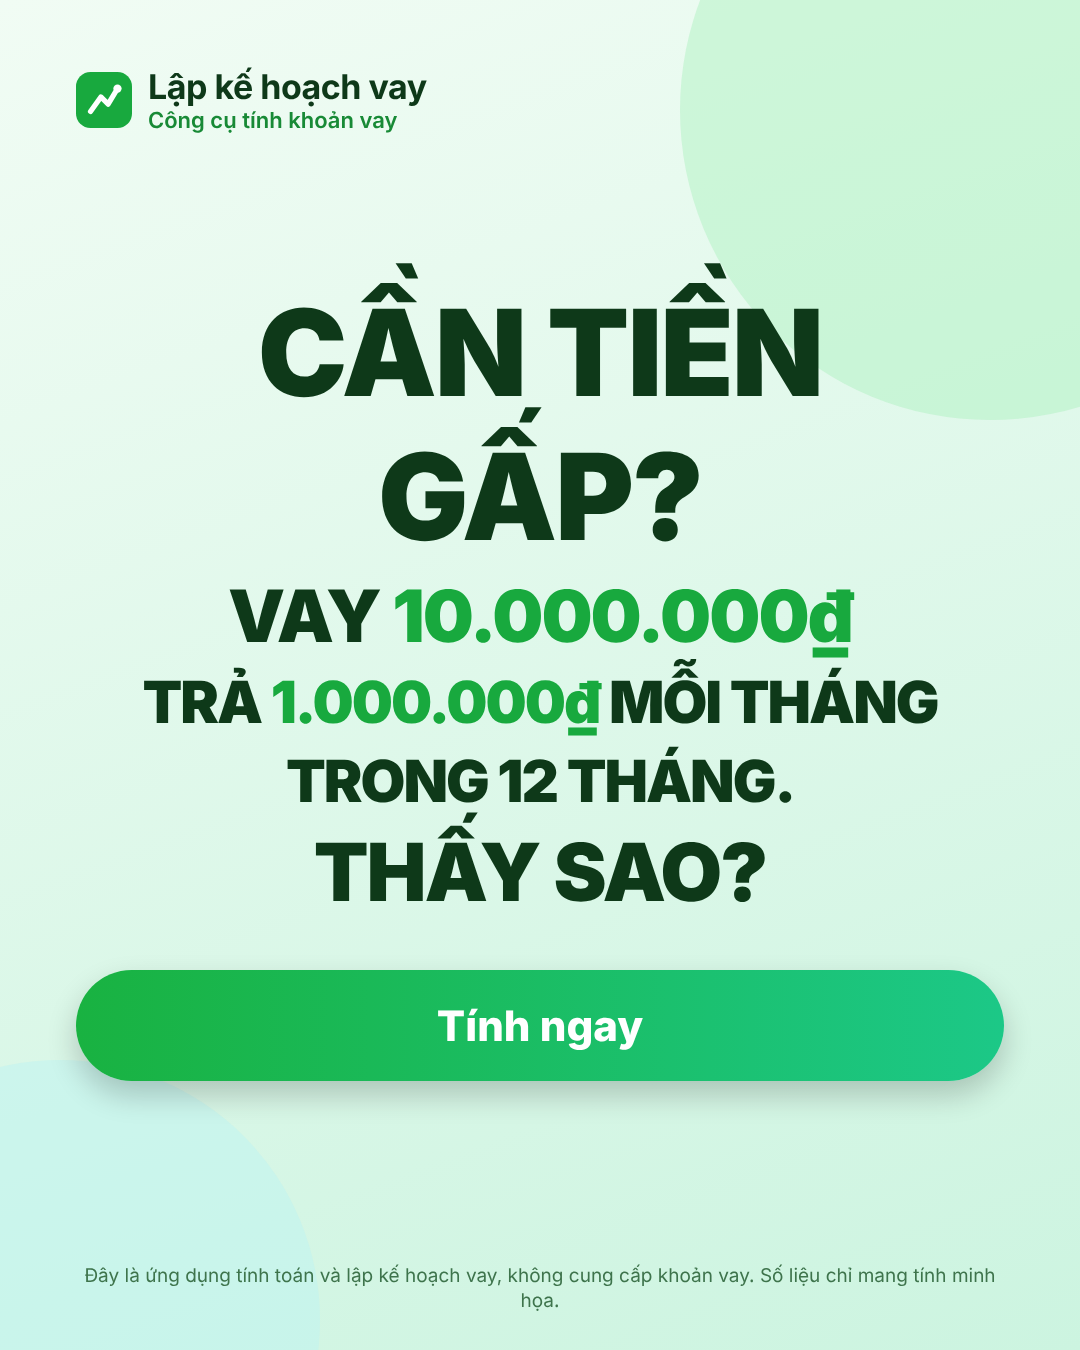 Lập kế hoạch vay
Công cụ tính khoản vay
CẦN TIỀN
GẤP?
VAY 10.000.000₫
TRẢ 1.000.000₫ MỖI THÁNG
TRONG 12 THÁNG.
THẤY SAO?
Tính ngay
Đây là ứng dụng tính toán và lập kế hoạch vay, không cung cấp khoản vay. Số liệu chỉ mang tính minh
họa.